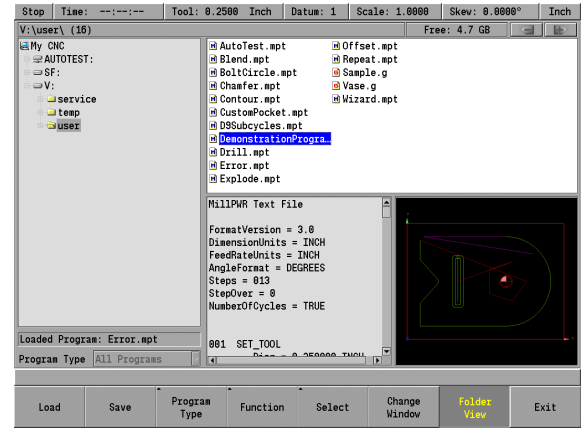 Stop Time: --:--:-- Tool: 0.2500 Inch Datum: 1 Scale: 1.0000 Skew: 0.000° Inch
V:\user\ (16) Free: 4.7 GB
My CNC
AUTOTEST:
SF:
V:
service
temp
user
AutoTest.mpt
Blend.mpt
BoltCircle.mpt
Chamfer.mpt
Contour.mpt
CustomPocket.mpt
D9Subcycles.mpt
DemonstrationProgra…
Drill.mpt
Error.mpt
Explode.mpt
Offset.mpt
Repeat.mpt
Sample.g
Vase.g
Wizard.mpt
MillPWR Text File
FormatVersion = 3.0
DimensionUnits = INCH
FeedRateUnits = INCH
AngleFormat = DEGREES
Steps = 013
StepOver = 0
NumberOfCycles = TRUE
001 SET_TOOL
Loaded Program: Error.mpt
Program Type All Programs
Load
Save
Program Type
Function
Select
Change Window
Folder View
Exit